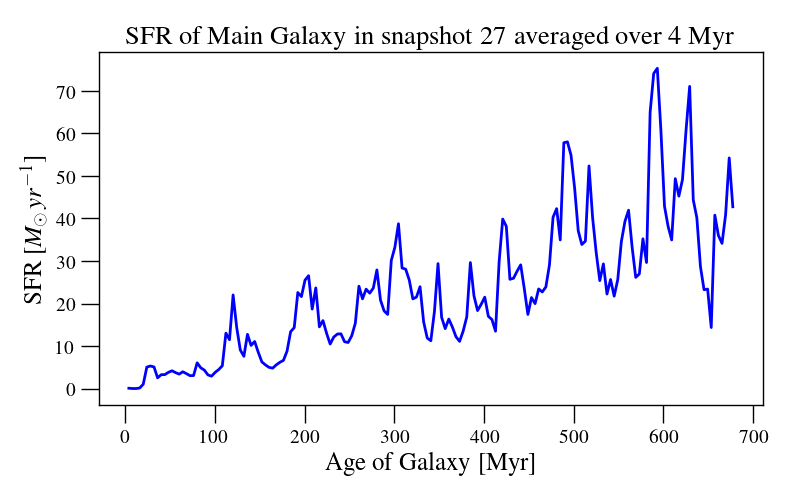 SFR of Main Galaxy in snapshot 27 averaged over 4 Myr
SFR [M⊙ yr⁻¹]
70
60
50
40
30
20
10
0
0 100 200 300 400 500 600 700
Age of Galaxy [Myr]